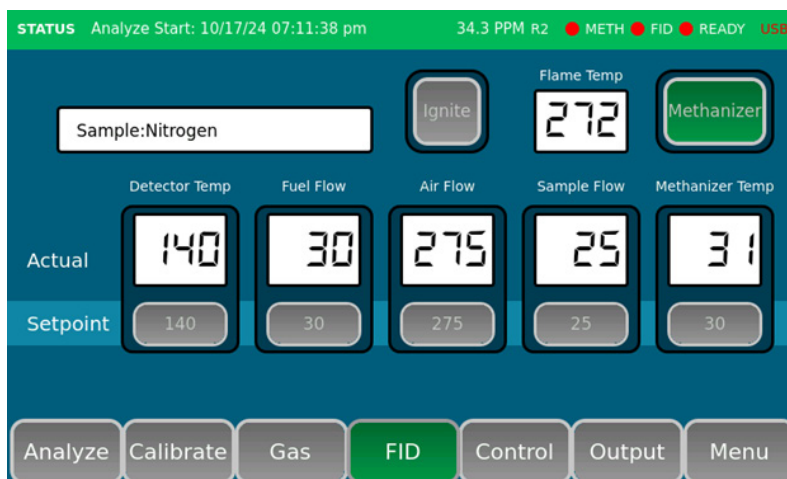 STATUS Analyze Start: 10/17/24 07:11:38 pm 34.3 PPM R2 METH FID READY USB
Flame Temp
Ignite 272 Methanizer
Sample:Nitrogen
Detector Temp Fuel Flow Air Flow Sample Flow Methanizer Temp
Actual 140 30 275 25 31
Setpoint 140 30 275 25 30
Analyze Calibrate Gas FID Control Output Menu